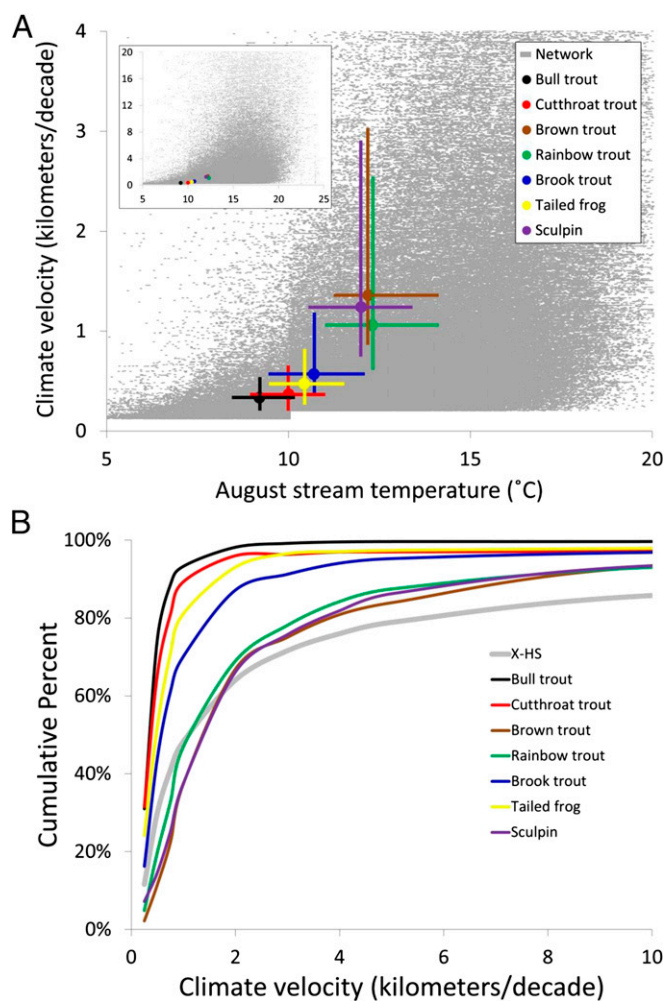 A
Climate velocity (kilometers/decade)
4
3
2
1
0
5
10
15
20
August stream temperature (˚C)
20
16
12
8
4
0
5
10
15
20
25
Network
Bull trout
Cutthroat trout
Brown trout
Rainbow trout
Brook trout
Tailed frog
Sculpin
B
Cumulative Percent
100%
80%
60%
40%
20%
0%
0
2
4
6
8
10
Climate velocity (kilometers/decade)
X-HS
Bull trout
Cutthroat trout
Brown trout
Rainbow trout
Brook trout
Tailed frog
Sculpin